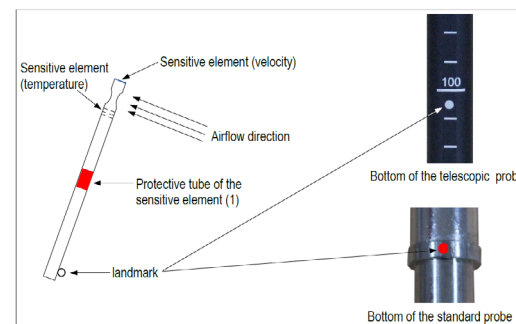 Sensitive element (velocity)
Sensitive element
(temperature)
Airflow direction
Protective tube of the
sensitive element (1)
landmark
100
Bottom of the telescopic prob
Bottom of the standard probe